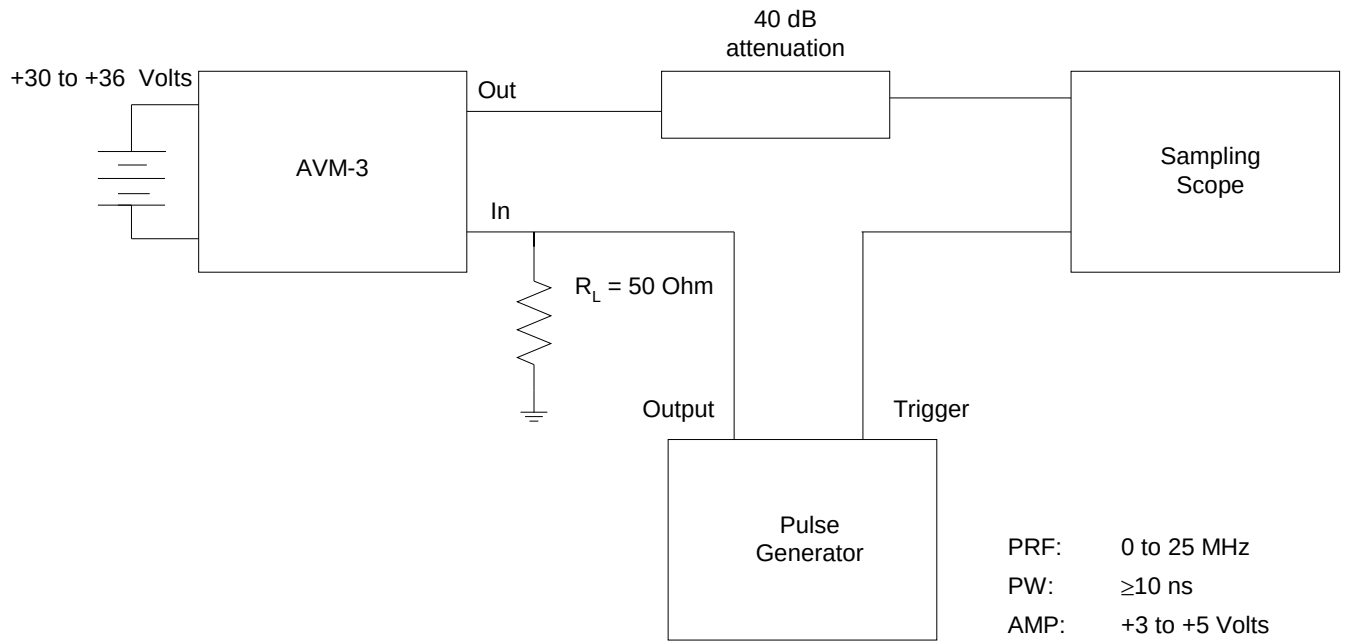 40 dB
attenuation
+30 to +36 Volts
Out
AVM-3
Sampling
Scope
In
R_L = 50 Ohm
Output
Trigger
Pulse
Generator
PRF: 0 to 25 MHz
PW: ≥10 ns
AMP: +3 to +5 Volts